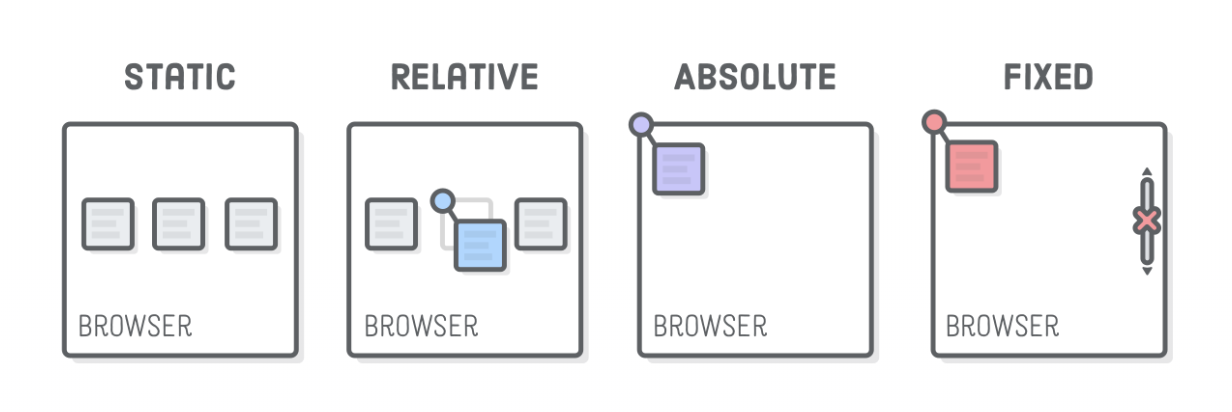 STATIC
RELATIVE
ABSOLUTE
FIXED
BROWSER
BROWSER
BROWSER
BROWSER